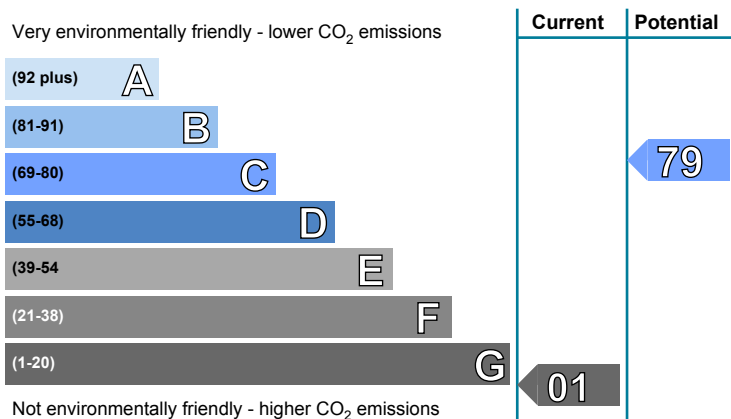 Very environmentally friendly - lower CO₂ emissions
Current
Potential
(92 plus) A
(81-91) B
(69-80) C
79
(55-68) D
(39-54 E
(21-38) F
(1-20) G
01
Not environmentally friendly - higher CO₂ emissions